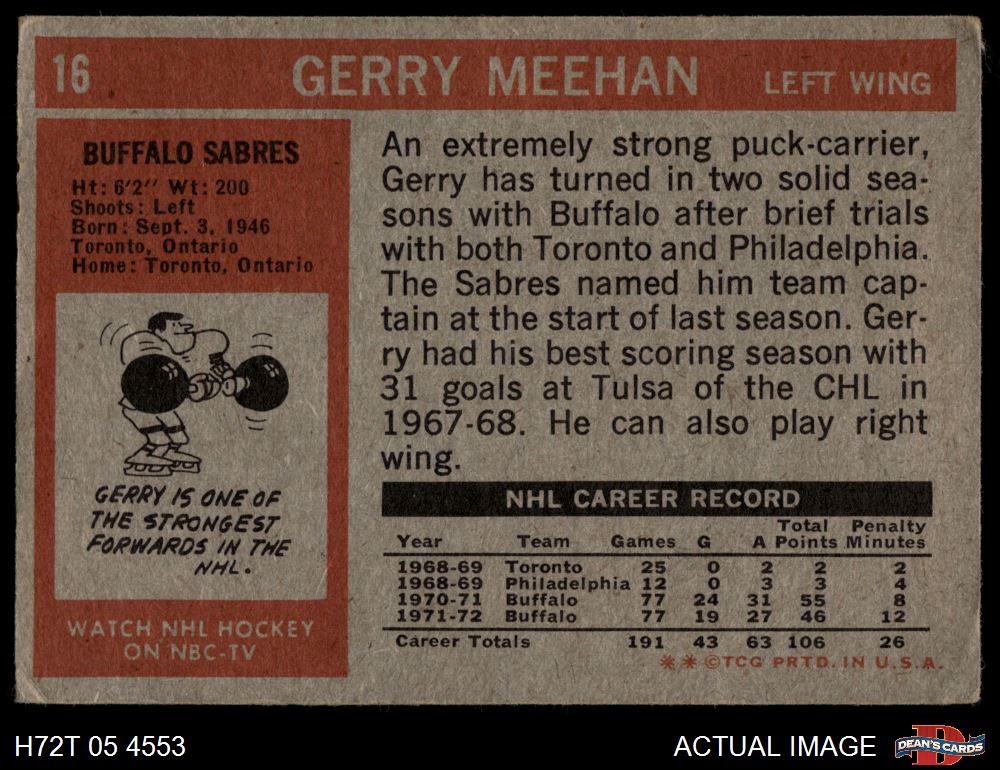 16 GERRY MEEHAN LEFT WING
BUFFALO SABRES
Ht: 6'2" Wt: 200
Shoots: Left
Born: Sept. 3, 1946
Toronto, Ontario
Home: Toronto, Ontario
GERRY IS ONE OF
THE STRONGEST
FORWARDS IN THE
NHL.
WATCH NHL HOCKEY
ON NBC-TV
An extremely strong puck-carrier,
Gerry has turned in two solid sea-
sons with Buffalo after brief trials
with both Toronto and Philadelphia.
The Sabres named him team cap-
tain at the start of last season. Ger-
ry had his best scoring season with
31 goals at Tulsa of the CHL in
1967-68. He can also play right
wing.
NHL CAREER RECORD
Year Team Games G A Total Points Penalty Minutes
1968-69 Toronto 25 0 2 2 2
1968-69 Philadelphia 12 0 3 3 4
1970-71 Buffalo 77 24 31 55 8
1971-72 Buffalo 77 19 27 46 12
Career Totals 191 43 63 106 26
** ©TCG PRTD. IN U.S.A.
H72T 05 4553
ACTUAL IMAGE
DEAN'S CARDS